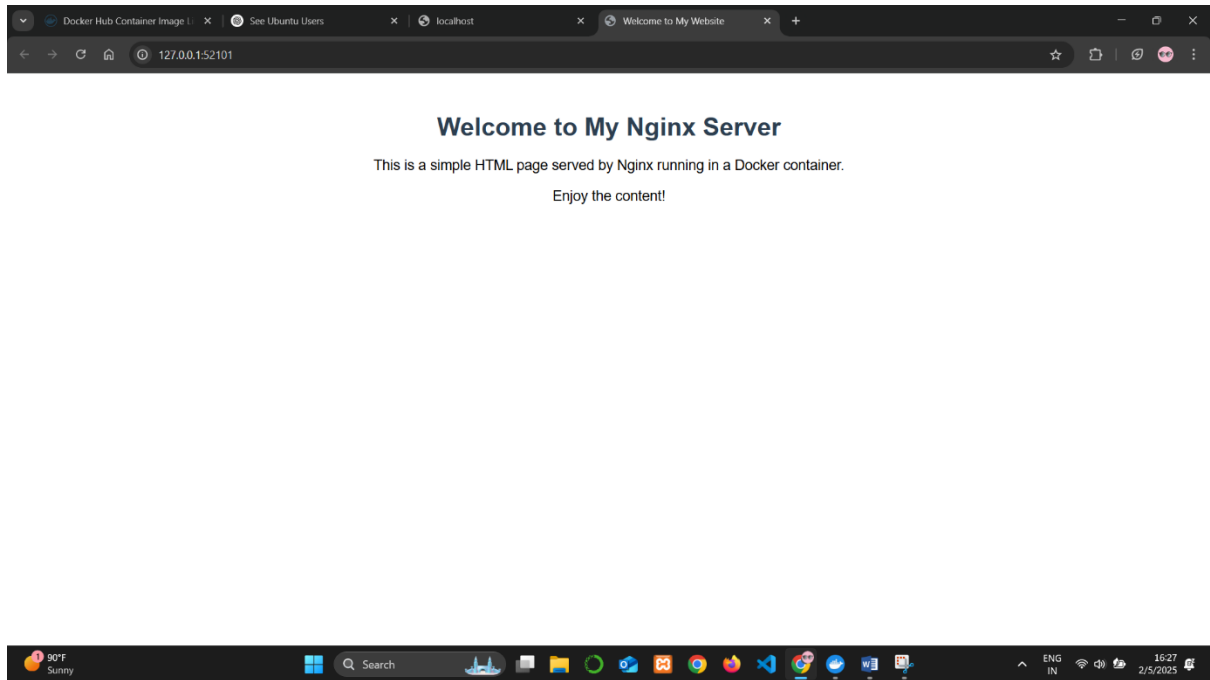 Docker Hub Container Image Li
See Ubuntu Users
localhost
Welcome to My Website
127.0.0.1:52101
Welcome to My Nginx Server
This is a simple HTML page served by Nginx running in a Docker container.
Enjoy the content!
1
90°F
Sunny
Search
ENG
IN
16:27
2/5/2025